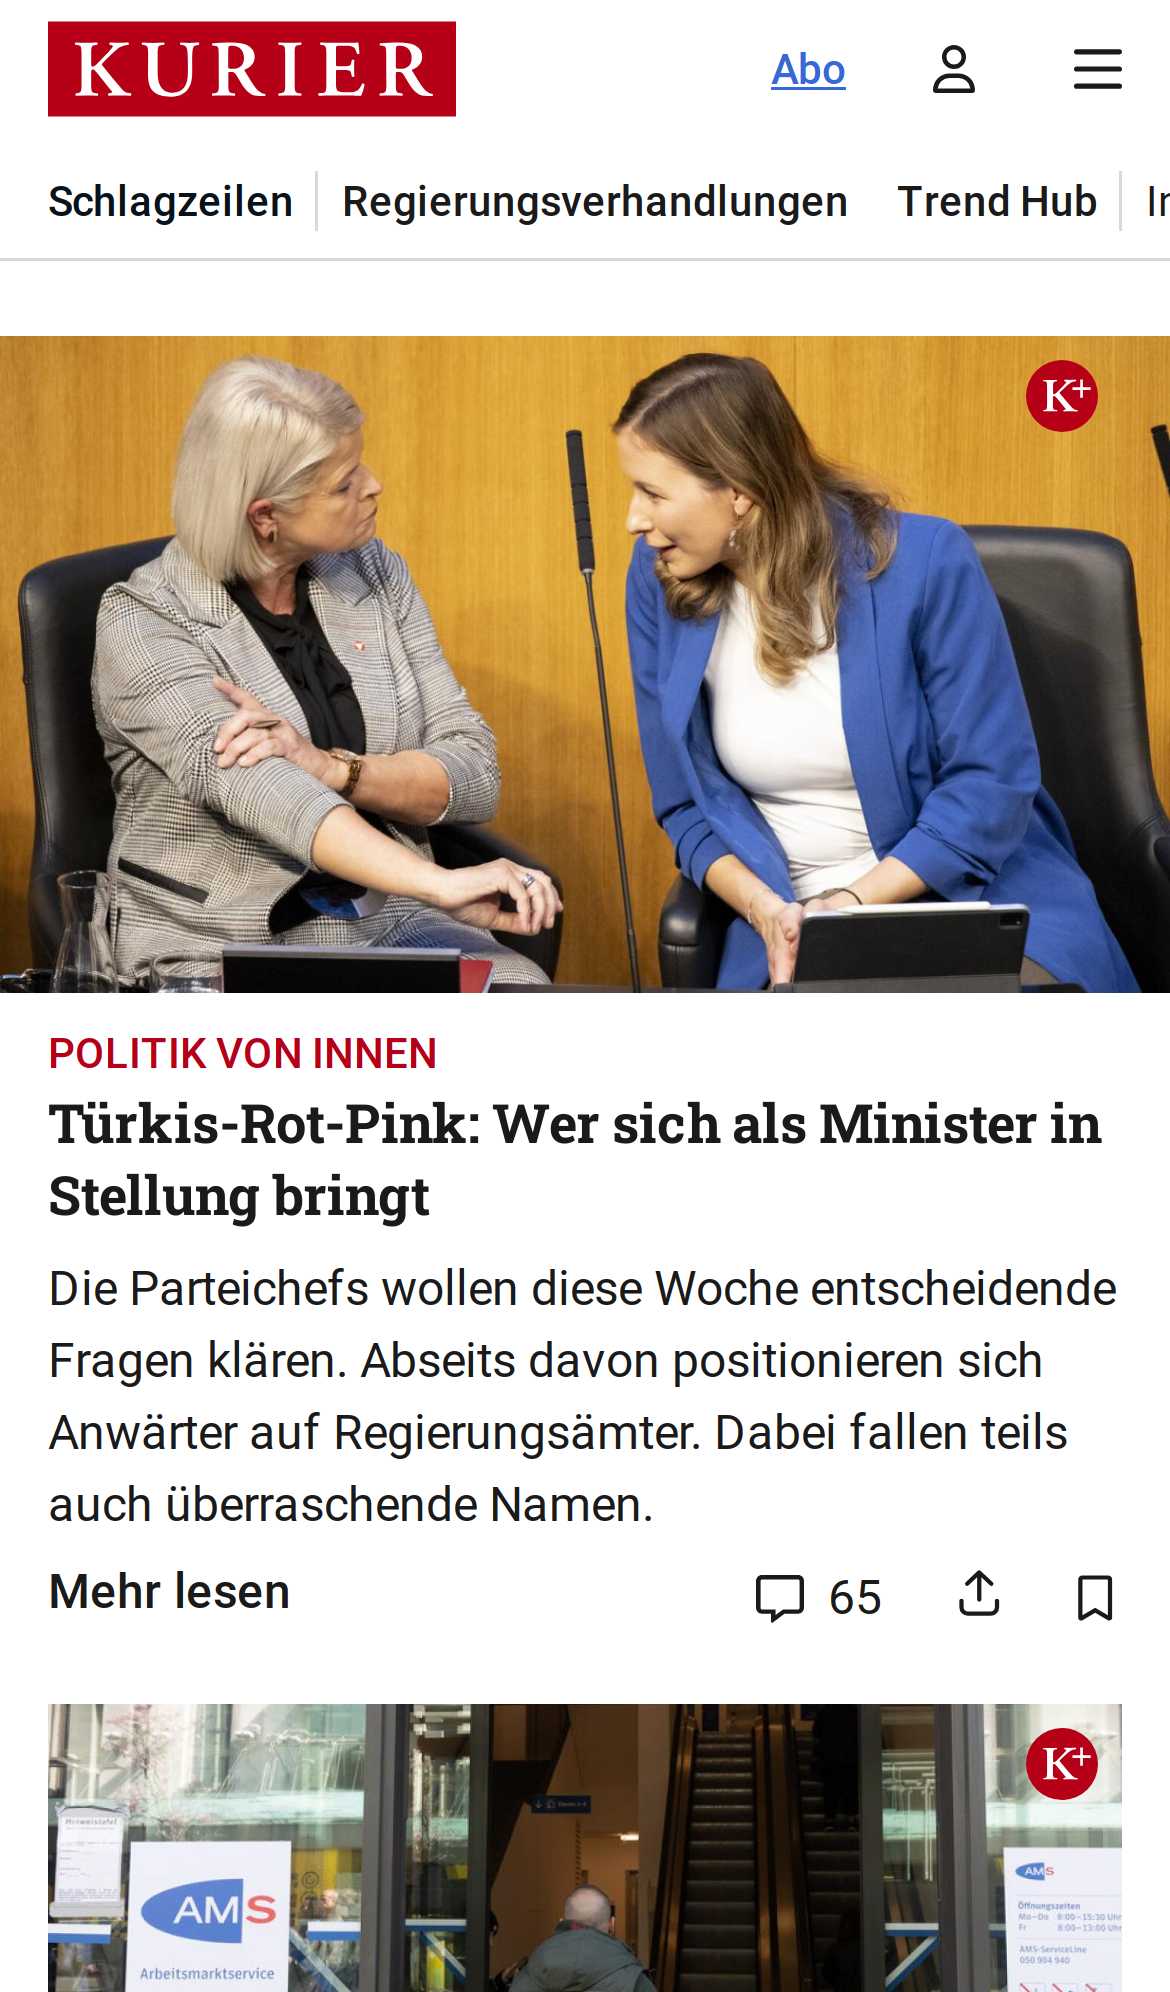 KURIER
Abo
Schlagzeilen
Regierungsverhandlungen
Trend Hub
K+
POLITIK VON INNEN
Türkis-Rot-Pink: Wer sich als Minister in
Stellung bringt
Die Parteichefs wollen diese Woche entscheidende
Fragen klären. Abseits davon positionieren sich
Anwärter auf Regierungsämter. Dabei fallen teils
auch überraschende Namen.
Mehr lesen
65
K+
Hinweistafel
AMS
Arbeitsmarktservice
AMS
Öffnungszeiten
Mo-Do 8:00-15:30 Uhr
Fr 8:00-13:00 Uhr
AMS-ServiceLine
050 904 940